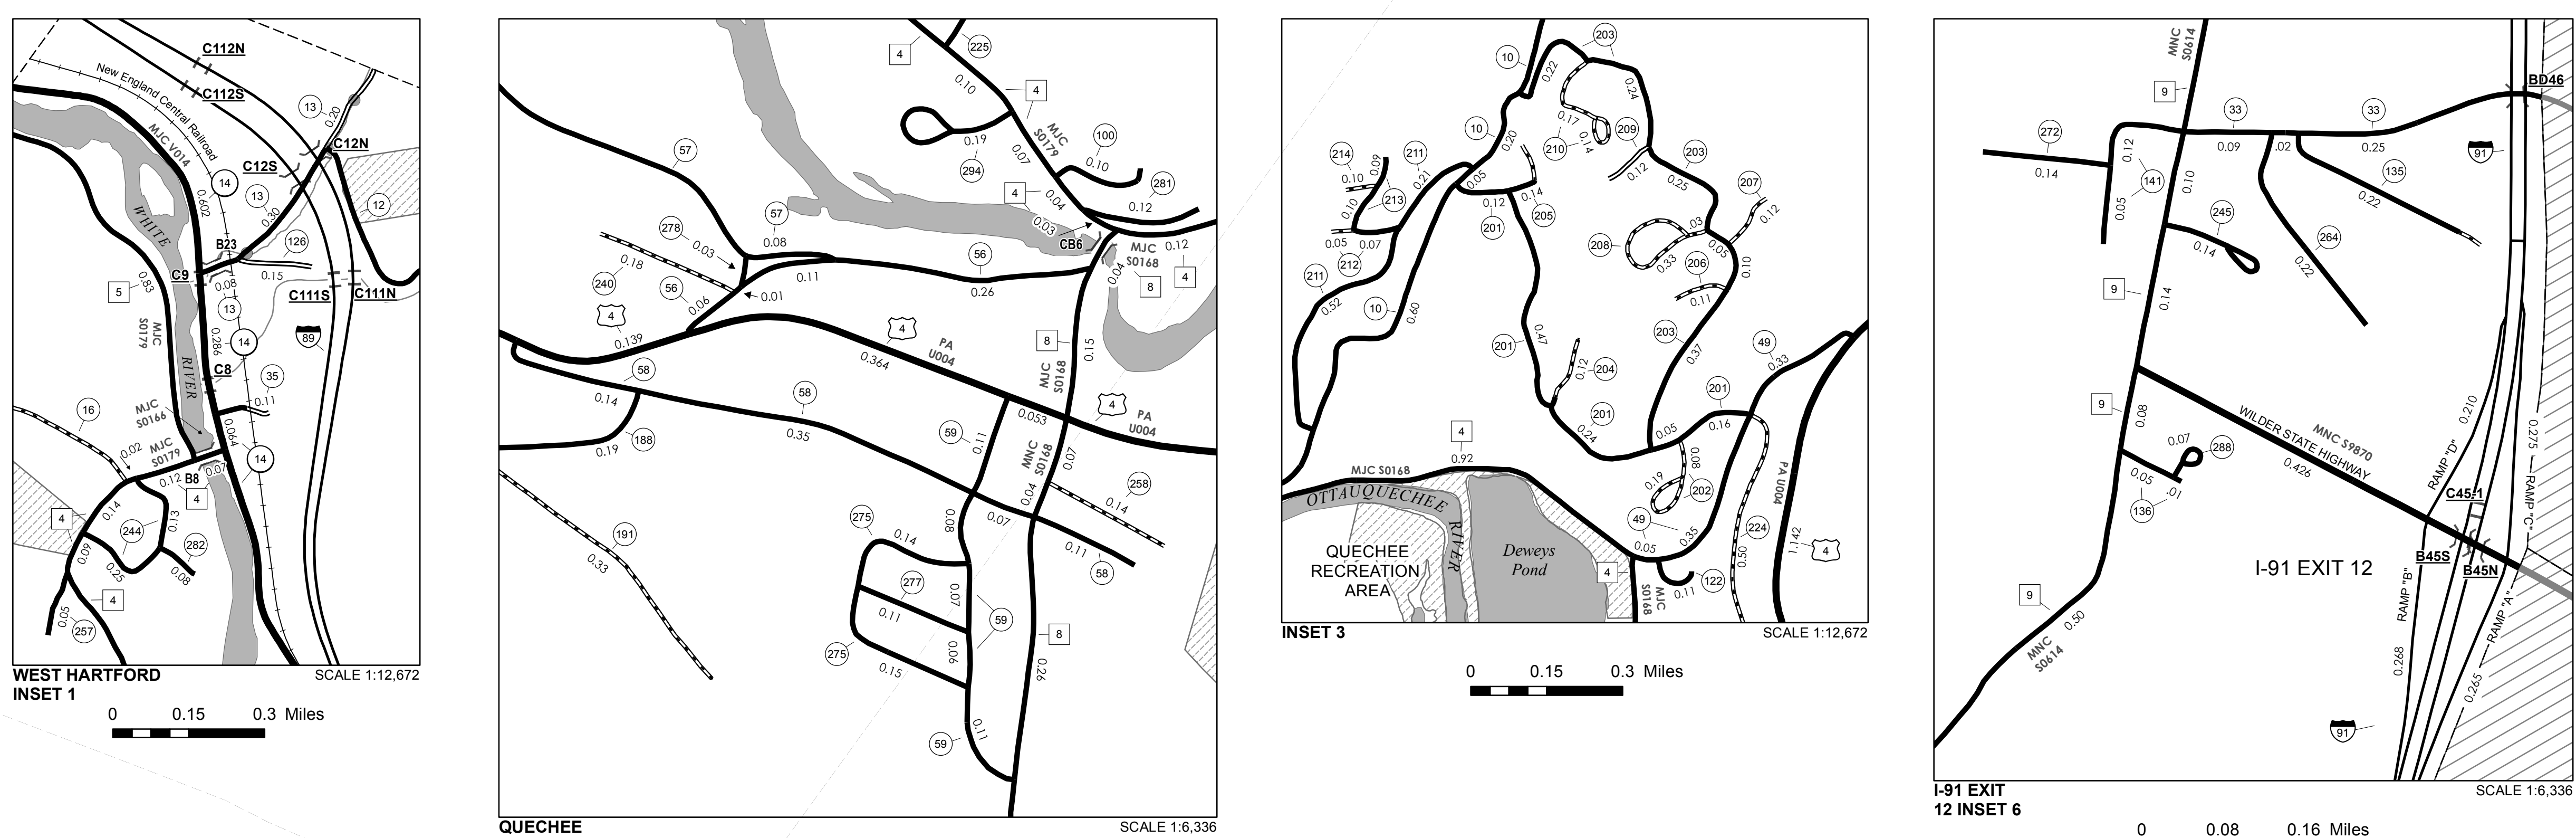 C112N
C112S
New England Central Railroad
MJC V014
13
0.20
C12N
C12S
14
13
0.602
0.30
12
WHITE
B23
126
C9
0.15
0.08
5
0.83
13
C111S
C111N
MJC
S0179
14
89
0.286
RIVER
C8
35
0.11
16
MJC
S0166
0.064
0.02
MJC
S0179
14
0.07
0.12
B8
4
4
0.14
244
0.13
282
0.09
0.25
0.08
4
0.05
257
WEST HARTFORD
INSET 1
SCALE 1:12,672
0 0.15 0.3 Miles
4
225
0.10
4
57
0.19
294
MJC
S0179
0.07
100
0.10
4
281
0.04
0.12
57
0.03
CB6
278
0.03
0.08
MJC
S0168
0.12
56
0.18
0.11
240
0.04
8
4
56
0.06
0.01
0.26
4
0.139
4
PA
U004
0.364
8
0.15
58
MJC
S0168
0.14
58
4
0.053
PA
U004
188
0.19
0.35
59
0.11
MNC
S0168
0.07
258
0.04
0.14
191
0.33
275
0.14
0.08
0.07
0.11
58
277
0.07
0.11
59
275
0.06
8
0.15
0.26
59
0.11
QUECHEE
SCALE 1:6,336
203
10
0.22
0.24
10
0.20
0.17
210
0.14
209
214
0.09
211
0.10
0.21
0.05
203
0.12
0.25
207
0.10
213
0.12
0.14
201
205
.03
0.12
0.05
0.07
208
0.05
212
0.33
206
0.10
211
0.52
10
0.60
0.11
203
0.37
201
0.47
49
0.33
0.12
204
201
201
0.24
0.05
0.16
4
0.92
MJC S0168
0.08
0.19
202
PA U004
OTTAUQUECHEE
RIVER
49
0.35
224
0.05
0.50
1.142
4
QUECHEE
RECREATION
AREA
Deweys
Pond
4
MJC
S0168
122
0.11
INSET 3
SCALE 1:12,672
0 0.15 0.3 Miles
MNC
S0614
9
BD46
33
33
272
0.12
0.09
.02
0.25
91
0.14
141
0.10
135
0.05
0.22
245
0.14
264
0.22
9
0.14
9
0.08
WILDER STATE HIGHWAY
MNC S9870
0.426
0.210
RAMP "D"
0.275
RAMP "C"
0.07
288
0.05
.01
136
C45-1
B45S
B45N
I-91 EXIT 12
9
0.50
MNC
S0614
RAMP "B"
0.268
RAMP "A"
0.265
91
I-91 EXIT
12 INSET 6
SCALE 1:6,336
0 0.08 0.16 Miles